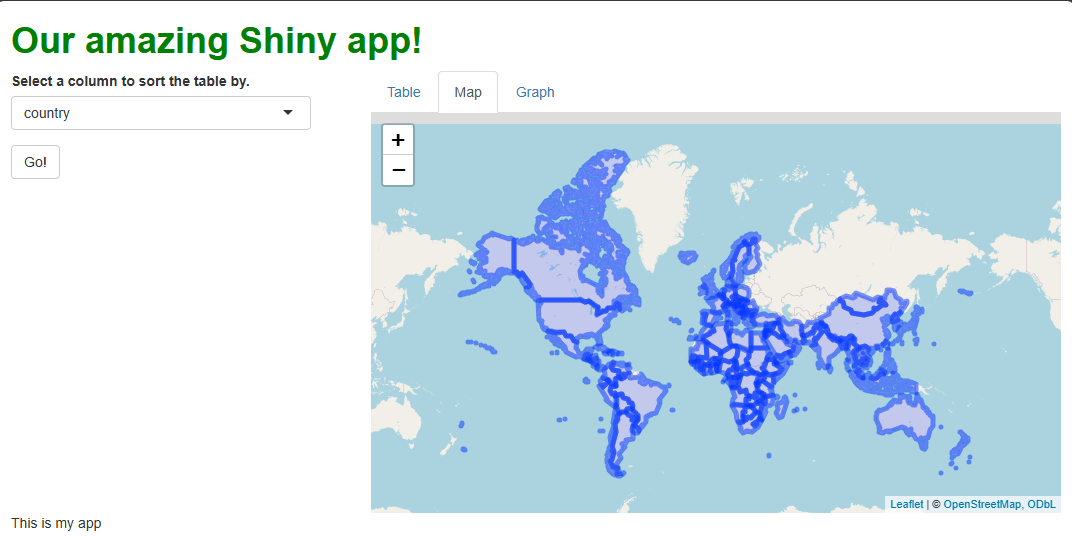 Our amazing Shiny app!
Select a column to sort the table by.
country
Go!
Table Map Graph
+
−
Leaflet | © OpenStreetMap, ODbL
This is my app